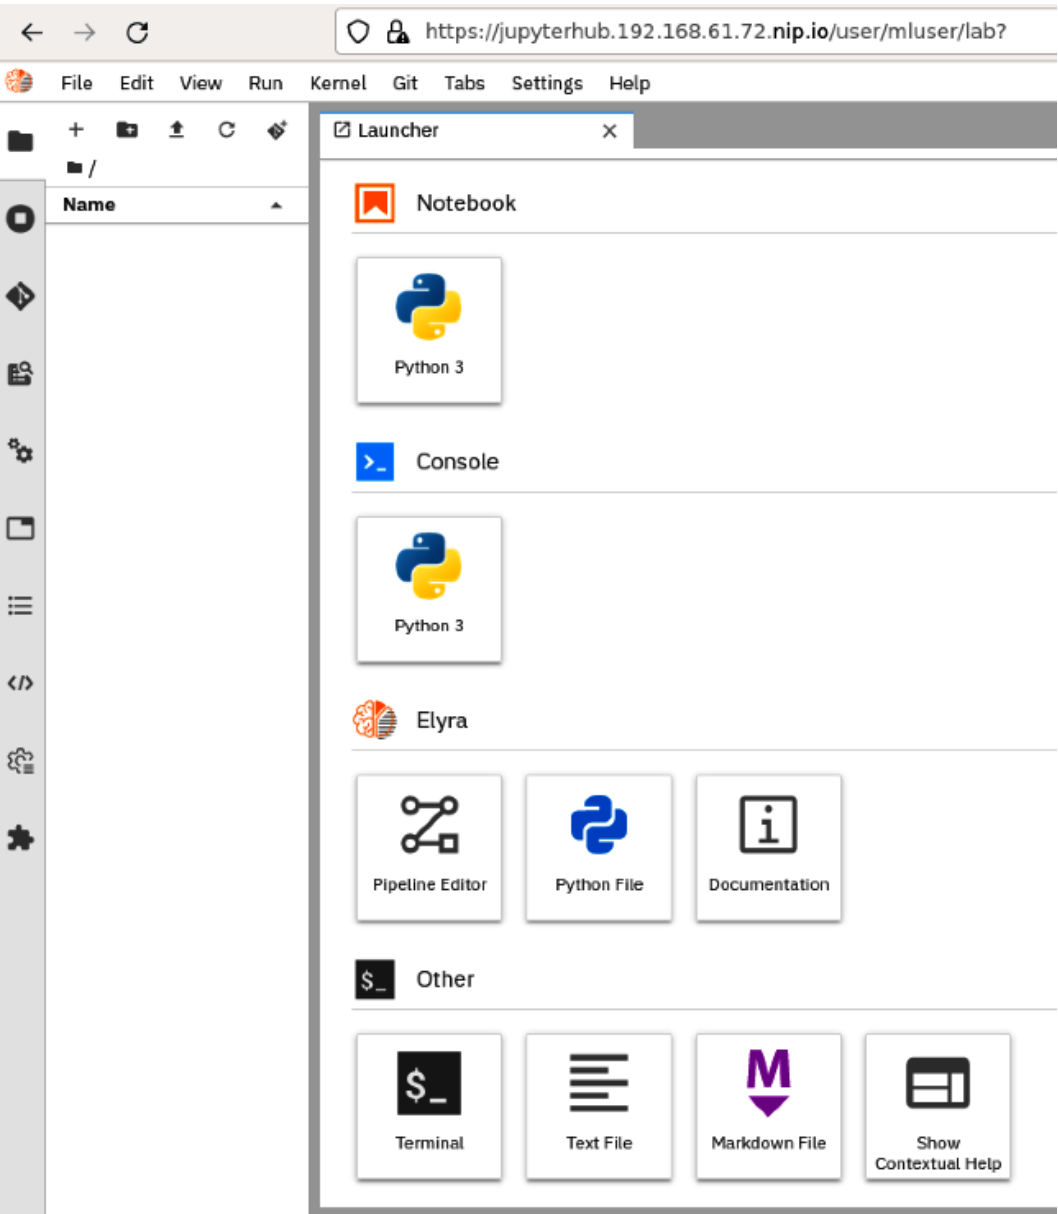 https://jupyterhub.192.168.61.72.nip.io/user/mluser/lab?
File Edit View Run Kernel Git Tabs Settings Help
Launcher
/
Name
Notebook
Python 3
Console
Python 3
Elyra
Pipeline Editor
Python File
Documentation
$_ Other
$_
Terminal
Text File
M
Markdown File
Show
Contextual Help